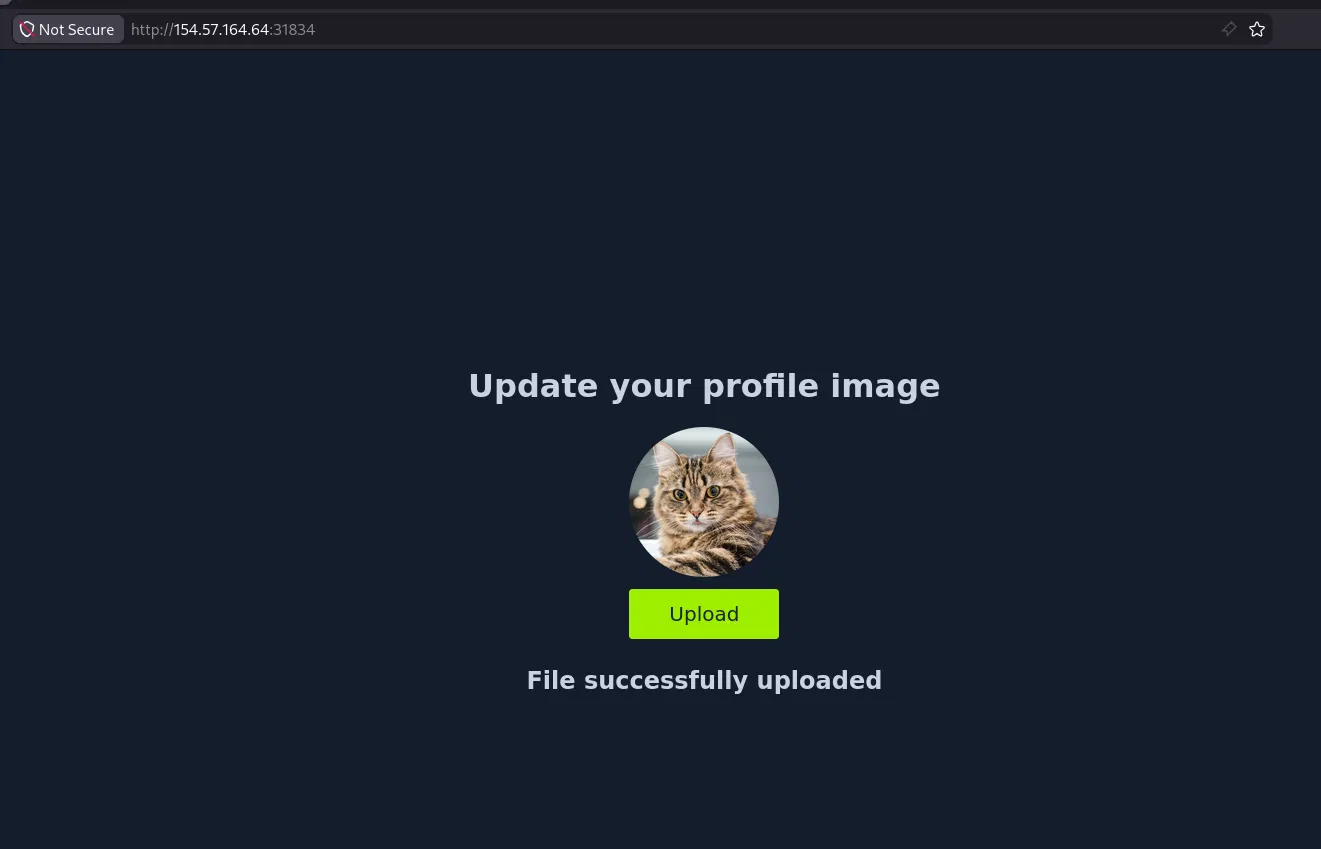 Not Secure http://154.57.164.64:31834
Update your profile image
Upload
File successfully uploaded